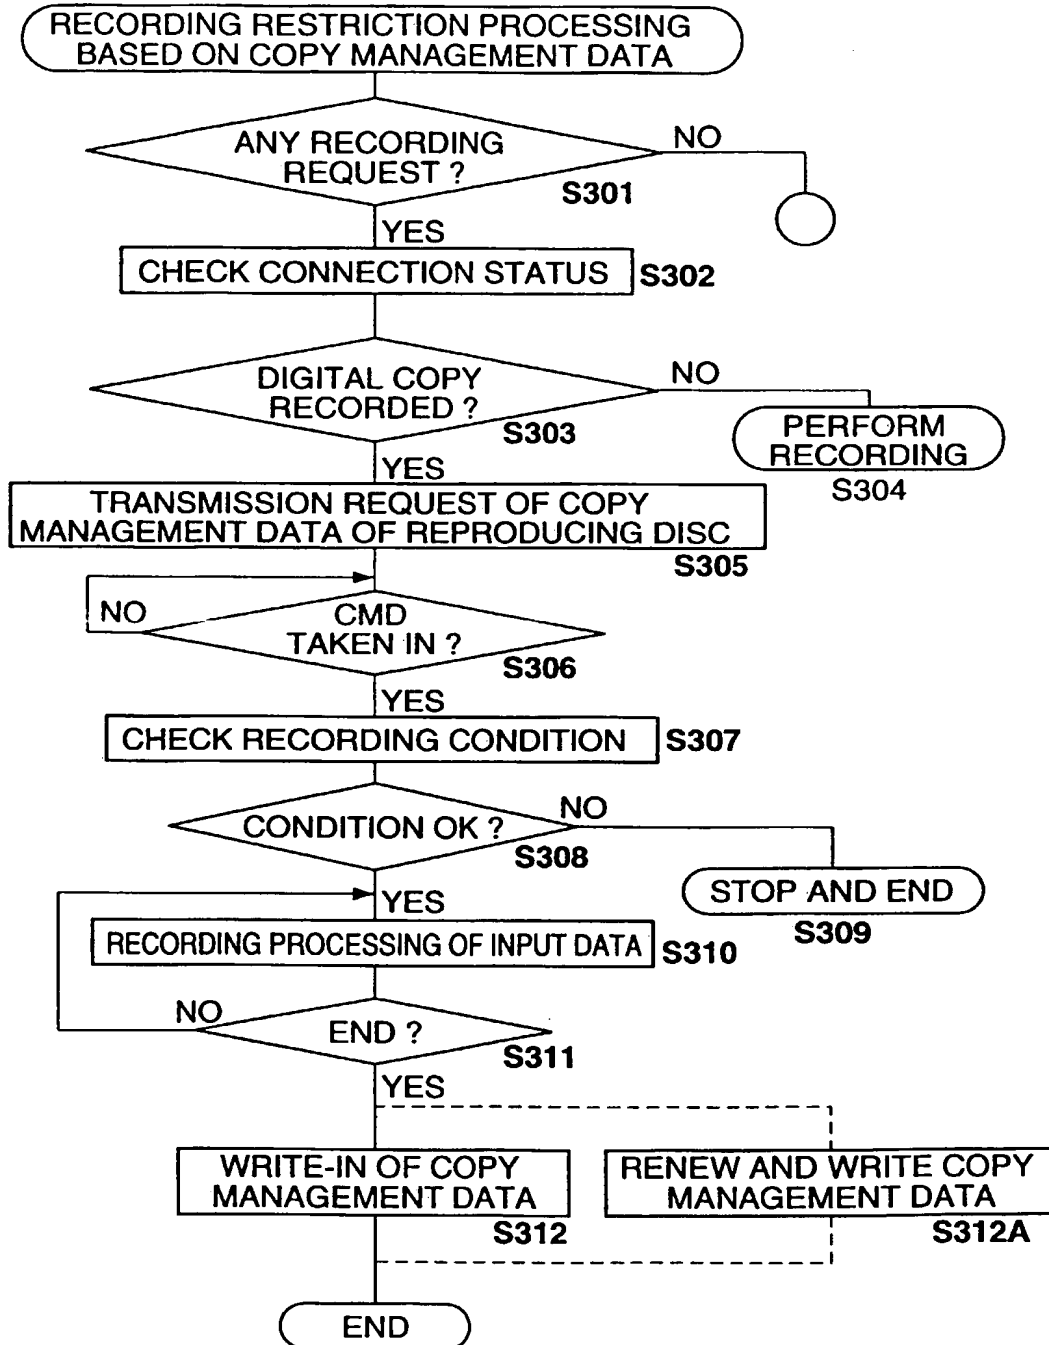 RECORDING RESTRICTION PROCESSING
BASED ON COPY MANAGEMENT DATA
ANY RECORDING
REQUEST ?
S301
NO
YES
CHECK CONNECTION STATUS
S302
DIGITAL COPY
RECORDED ?
S303
NO
PERFORM
RECORDING
S304
YES
TRANSMISSION REQUEST OF COPY
MANAGEMENT DATA OF REPRODUCING DISC
S305
NO
CMD
TAKEN IN ?
S306
YES
CHECK RECORDING CONDITION
S307
CONDITION OK ?
S308
NO
STOP AND END
S309
YES
RECORDING PROCESSING OF INPUT DATA
S310
NO
END ?
S311
YES
WRITE-IN OF COPY
MANAGEMENT DATA
S312
RENEW AND WRITE COPY
MANAGEMENT DATA
S312A
END